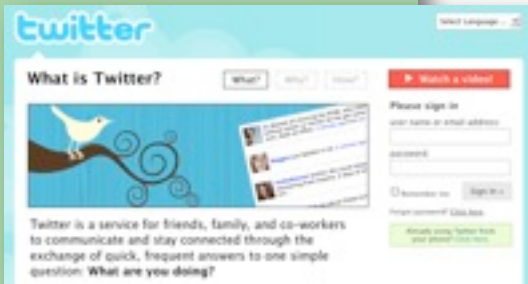 twitter
Select Language...
What is Twitter?
What? Why? How?
Watch a video!
Please sign in
user name or email address:
password:
Remember me
Sign In »
Forgot password? Click here.
Already using Twitter from
your phone? Click here.
Twitter is a service for friends, family, and co-workers
to communicate and stay connected through the
exchange of quick, frequent answers to one simple
question: What are you doing?